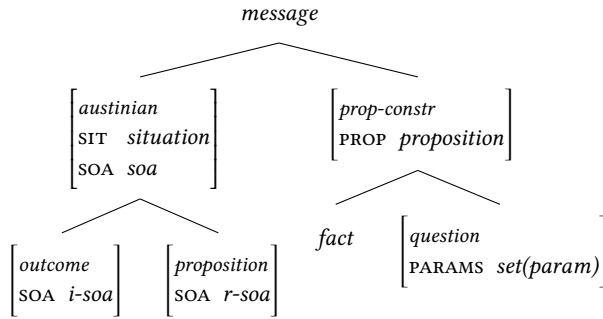 message
austinian
SIT situation
SOA soa
prop-constr
PROP proposition
outcome
SOA i-soa
proposition
SOA r-soa
fact
question
PARAMS set(param)